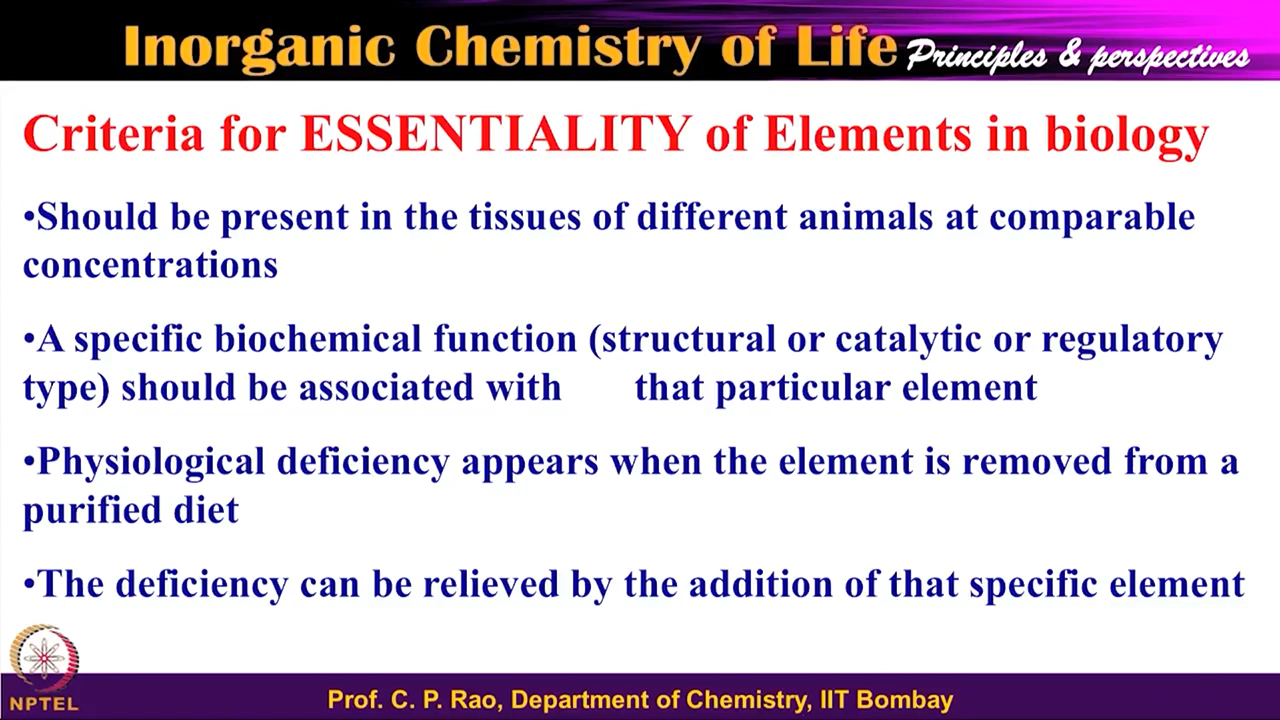 Inorganic Chemistry of Life Principles & perspectives
Criteria for ESSENTIALITY of Elements in biology
•Should be present in the tissues of different animals at comparable
concentrations
•A specific biochemical function (structural or catalytic or regulatory
type) should be associated with that particular element
•Physiological deficiency appears when the element is removed from a
purified diet
•The deficiency can be relieved by the addition of that specific element
NPTEL
Prof. C. P. Rao, Department of Chemistry, IIT Bombay